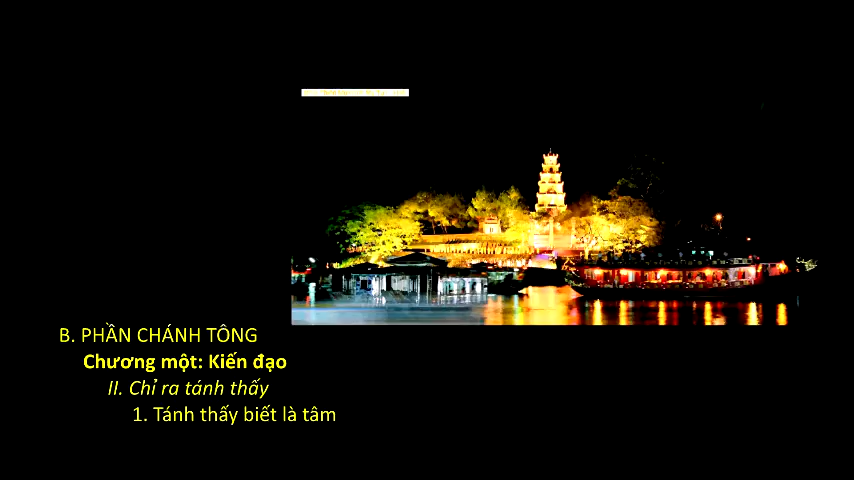 B. PHẦN CHÁNH TÔNG
Chương một: Kiến đạo
II. Chỉ ra tánh thấy
1. Tánh thấy biết là tâm